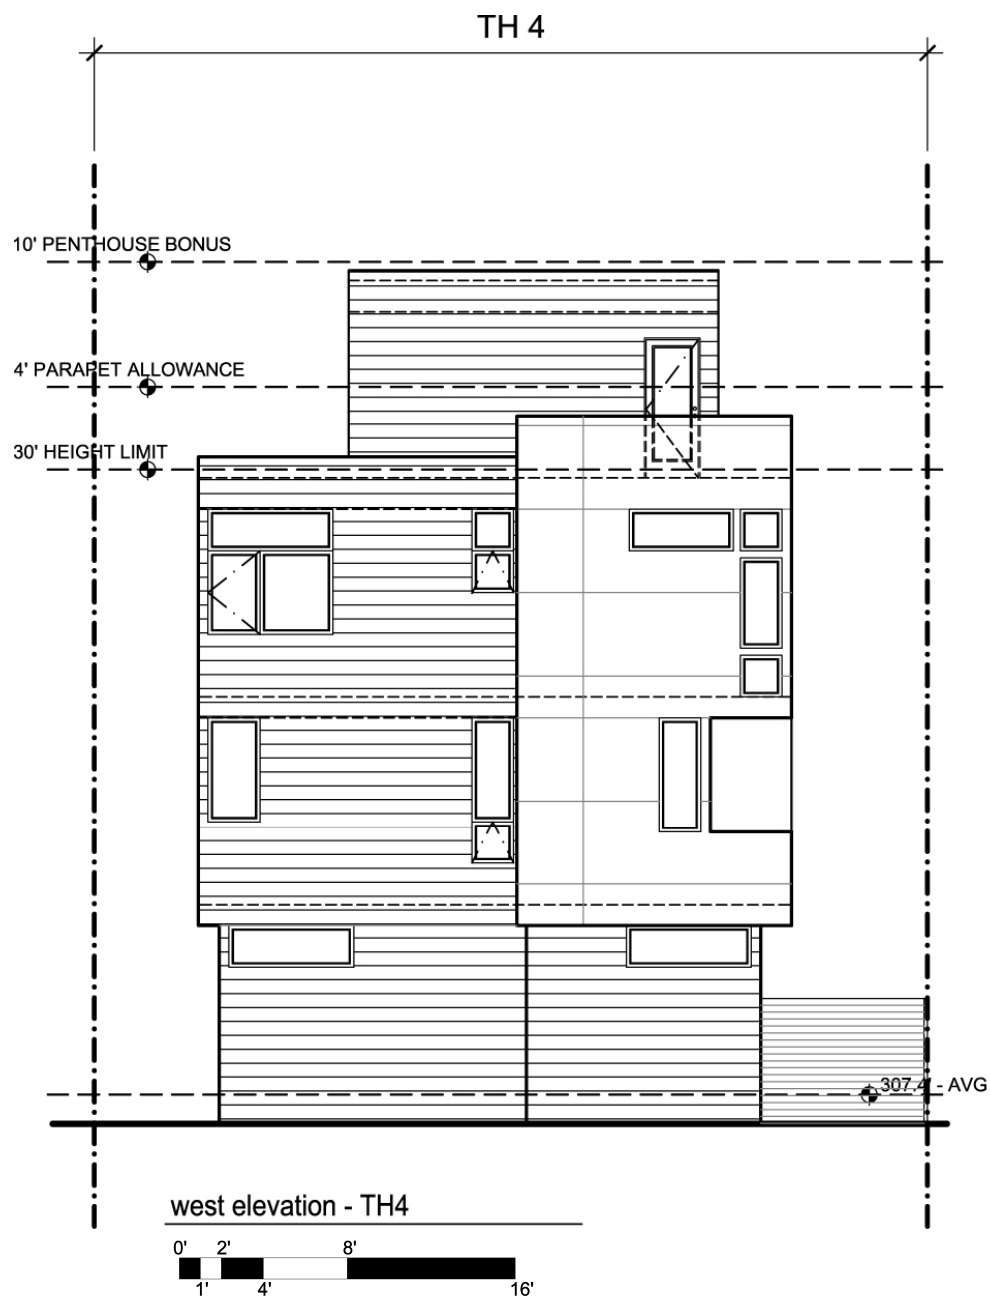 TH 4
10' PENTHOUSE BONUS
4' PARAPET ALLOWANCE
30' HEIGHT LIMIT
307.4' - AVG
west elevation - TH4
0' 2' 8'
1' 4' 16'